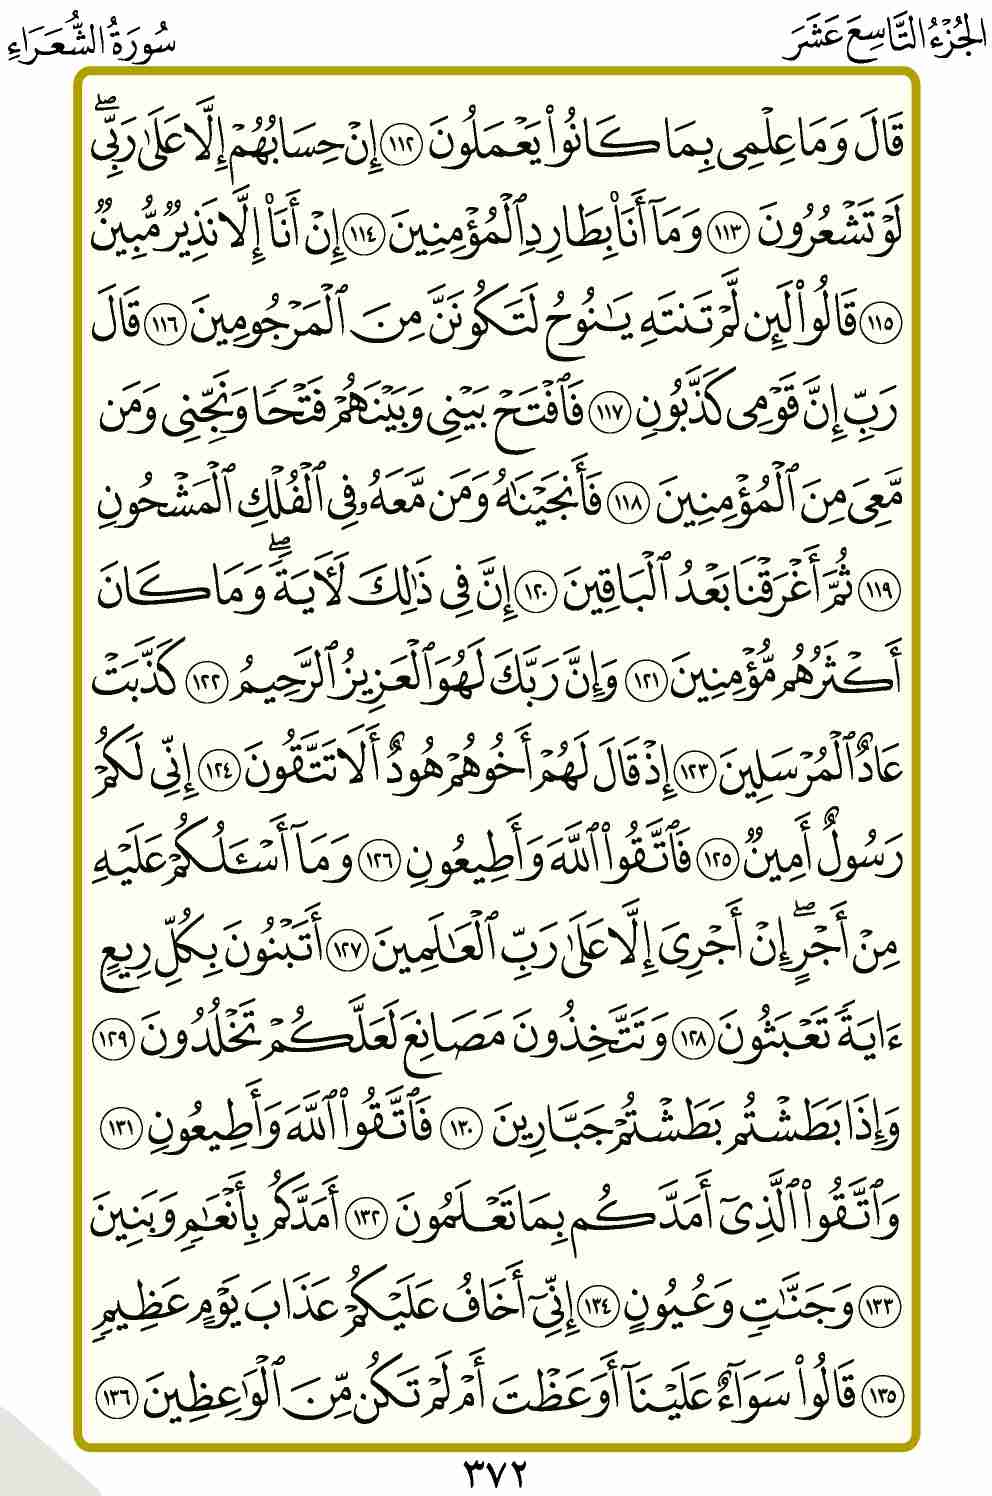 الجُزْءُ التَّاسِعَ عَشَرَ
سُورَةُ الشُّعَرَاءِ
قَالَ وَمَا عِلْمِى بِمَا كَانُوا۟ يَعْمَلُونَ ١١٢ إِنْ حِسَابُهُمْ إِلَّا عَلَىٰ رَبِّىۖ
لَوْ تَشْعُرُونَ ١١٣ وَمَآ أَنَا۠ بِطَارِدِ ٱلْمُؤْمِنِينَ ١١٤ إِنْ أَنَا۠ إِلَّا نَذِيرٌ مُّبِينٌ
١١٥ قَالُوا۟ لَئِن لَّمْ تَنتَهِ يَٰنُوحُ لَتَكُونَنَّ مِنَ ٱلْمَرْجُومِينَ ١١٦ قَالَ
رَبِّ إِنَّ قَوْمِى كَذَّبُونِ ١١٧ فَٱفْتَحْ بَيْنِى وَبَيْنَهُمْ فَتْحًا وَنَجِّنِى وَمَن
مَّعِىَ مِنَ ٱلْمُؤْمِنِينَ ١١٨ فَأَنجَيْنَٰهُ وَمَن مَّعَهُۥ فِى ٱلْفُلْكِ ٱلْمَشْحُونِ
١١٩ ثُمَّ أَغْرَقْنَا بَعْدُ ٱلْبَاقِينَ ١٢٠ إِنَّ فِى ذَٰلِكَ لَءَايَةًۖ وَمَا كَانَ
أَكْثَرُهُم مُّؤْمِنِينَ ١٢١ وَإِنَّ رَبَّكَ لَهُوَ ٱلْعَزِيزُ ٱلرَّحِيمُ ١٢٢ كَذَّبَتْ
عَادٌ ٱلْمُرْسَلِينَ ١٢٣ إِذْ قَالَ لَهُمْ أَخُوهُمْ هُودٌ أَلَا تَتَّقُونَ ١٢٤ إِنِّى لَكُمْ
رَسُولٌ أَمِينٌ ١٢٥ فَٱتَّقُوا۟ ٱللَّهَ وَأَطِيعُونِ ١٢٦ وَمَآ أَسْـَٔلُكُمْ عَلَيْهِ
مِنْ أَجْرٍۖ إِنْ أَجْرِىَ إِلَّا عَلَىٰ رَبِّ ٱلْعَٰلَمِينَ ١٢٧ أَتَبْنُونَ بِكُلِّ رِيعٍ
ءَايَةً تَعْبَثُونَ ١٢٨ وَتَتَّخِذُونَ مَصَانِعَ لَعَلَّكُمْ تَخْلُدُونَ ١٢٩
وَإِذَا بَطَشْتُم بَطَشْتُمْ جَبَّارِينَ ١٣٠ فَٱتَّقُوا۟ ٱللَّهَ وَأَطِيعُونِ ١٣١
وَٱتَّقُوا۟ ٱلَّذِىٓ أَمَدَّكُم بِمَا تَعْلَمُونَ ١٣٢ أَمَدَّكُم بِأَنْعَٰمٍ وَبَنِينَ
١٣٣ وَجَنَّٰتٍ وَعُيُونٍ ١٣٤ إِنِّىٓ أَخَافُ عَلَيْكُمْ عَذَابَ يَوْمٍ عَظِيمٍ
١٣٥ قَالُوا۟ سَوَآءٌ عَلَيْنَآ أَوَعَظْتَ أَمْ لَمْ تَكُن مِّنَ ٱلْوَٰعِظِينَ ١٣٦
٣٧٢